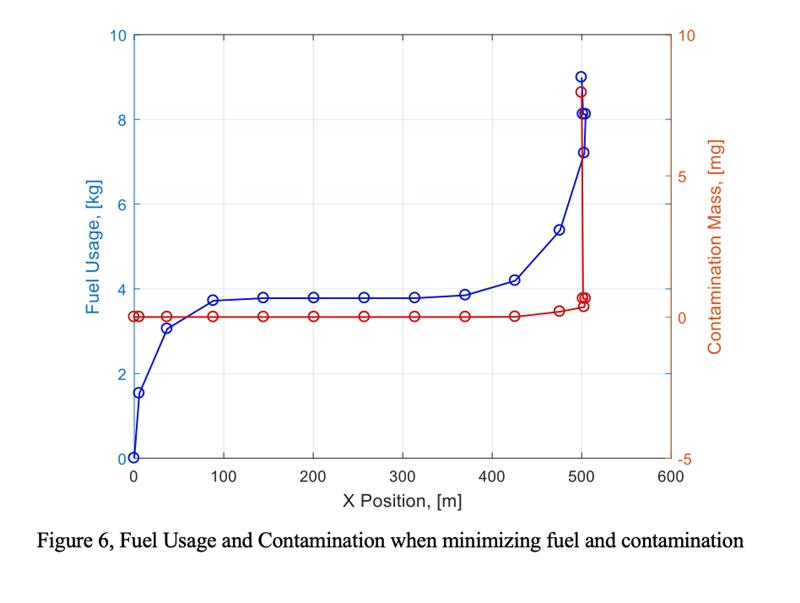 10
8
6
4
2
0
Fuel Usage, [kg]
10
5
0
-5
Contamination Mass, [mg]
0 100 200 300 400 500 600
X Position, [m]
Figure 6, Fuel Usage and Contamination when minimizing fuel and contamination